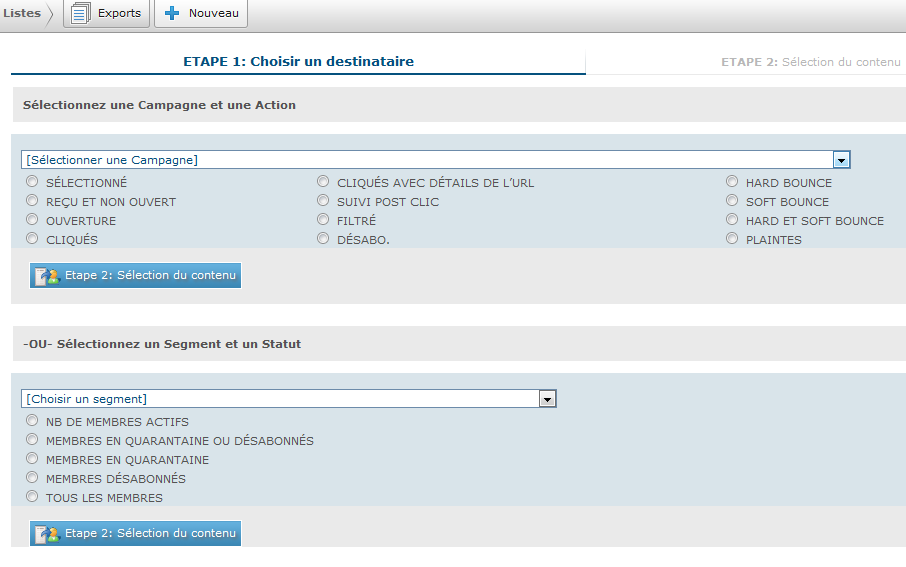 Listes Exports Nouveau
ETAPE 1: Choisir un destinataire ETAPE 2: Sélection du contenu
Sélectionnez une Campagne et une Action
[Sélectionner une Campagne]
SÉLECTIONNÉ CLIQUÉS AVEC DÉTAILS DE L’URL HARD BOUNCE
REÇU ET NON OUVERT SUIVI POST CLIC SOFT BOUNCE
OUVERTURE FILTRÉ HARD ET SOFT BOUNCE
CLIQUÉS DÉSABO. PLAINTES
Etape 2: Sélection du contenu
-OU- Sélectionnez un Segment et un Statut
[Choisir un segment]
NB DE MEMBRES ACTIFS
MEMBRES EN QUARANTAINE OU DÉSABONNÉS
MEMBRES EN QUARANTAINE
MEMBRES DÉSABONNÉS
TOUS LES MEMBRES
Etape 2: Sélection du contenu